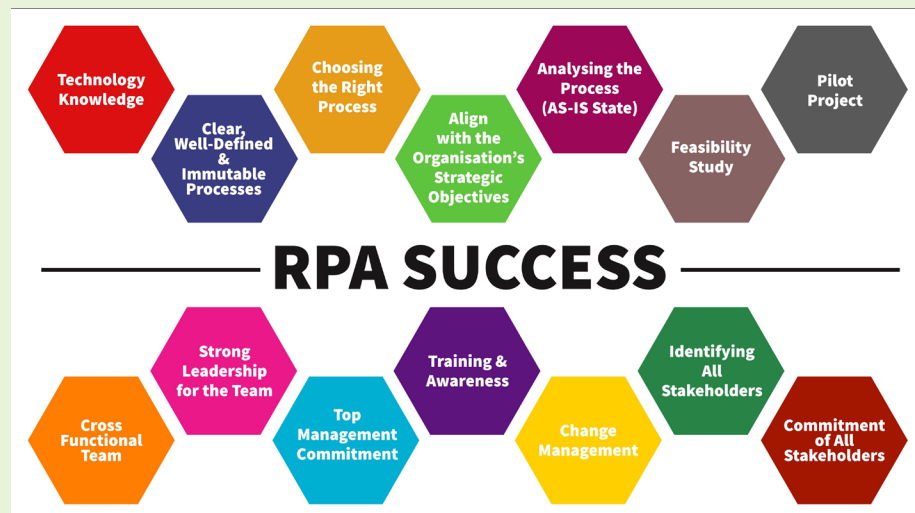 Technology
Knowledge
Clear,
Well-Defined
&
Immutable
Processes
Choosing
the Right
Process
Align
with the
Organisation's
Strategic
Objectives
Analysing the
Process
(AS-IS State)
Feasibility
Study
Pilot
Project
RPA SUCCESS
Cross
Functional
Team
Strong
Leadership
for the Team
Top
Management
Commitment
Training &
Awareness
Change
Management
Identifying
All
Stakeholders
Commitment
of All
Stakeholders